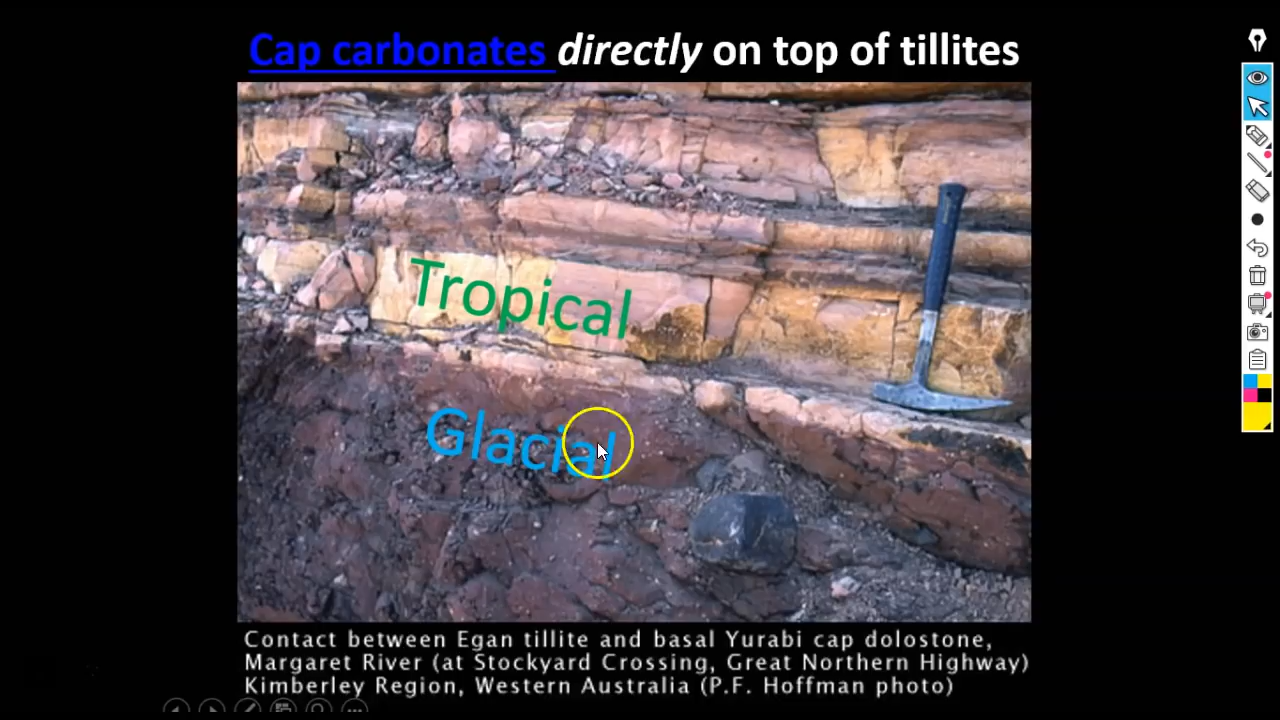 Cap carbonates directly on top of tillites
Tropical
Glacial
Contact between Egan tillite and basal Yurabi cap dolostone,
Margaret River (at Stockyard Crossing, Great Northern Highway)
Kimberley Region, Western Australia (P.F. Hoffman photo)